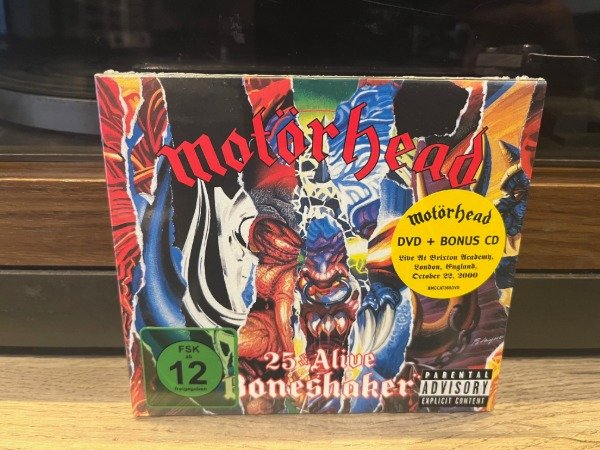 motörhead
motörhead
DVD + BONUS CD
Live At Brixton Academy,
London, England,
October 22, 2000
FSK
ab
12
freigegeben
25 & Alive
Boneshaker
PARENTAL
ADVISORY
EXPLICIT CONTENT